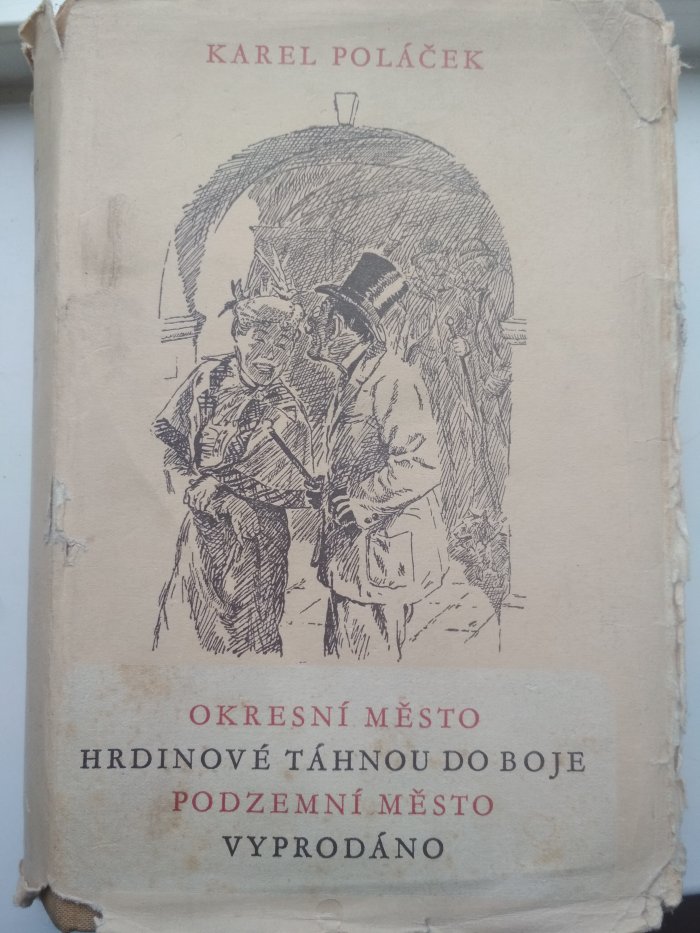 KAREL POLÁČEK
OKRESNÍ MĚSTO
HRDINOVÉ TÁHNOU DO BOJE
PODZEMNÍ MĚSTO
VYPRODÁNO